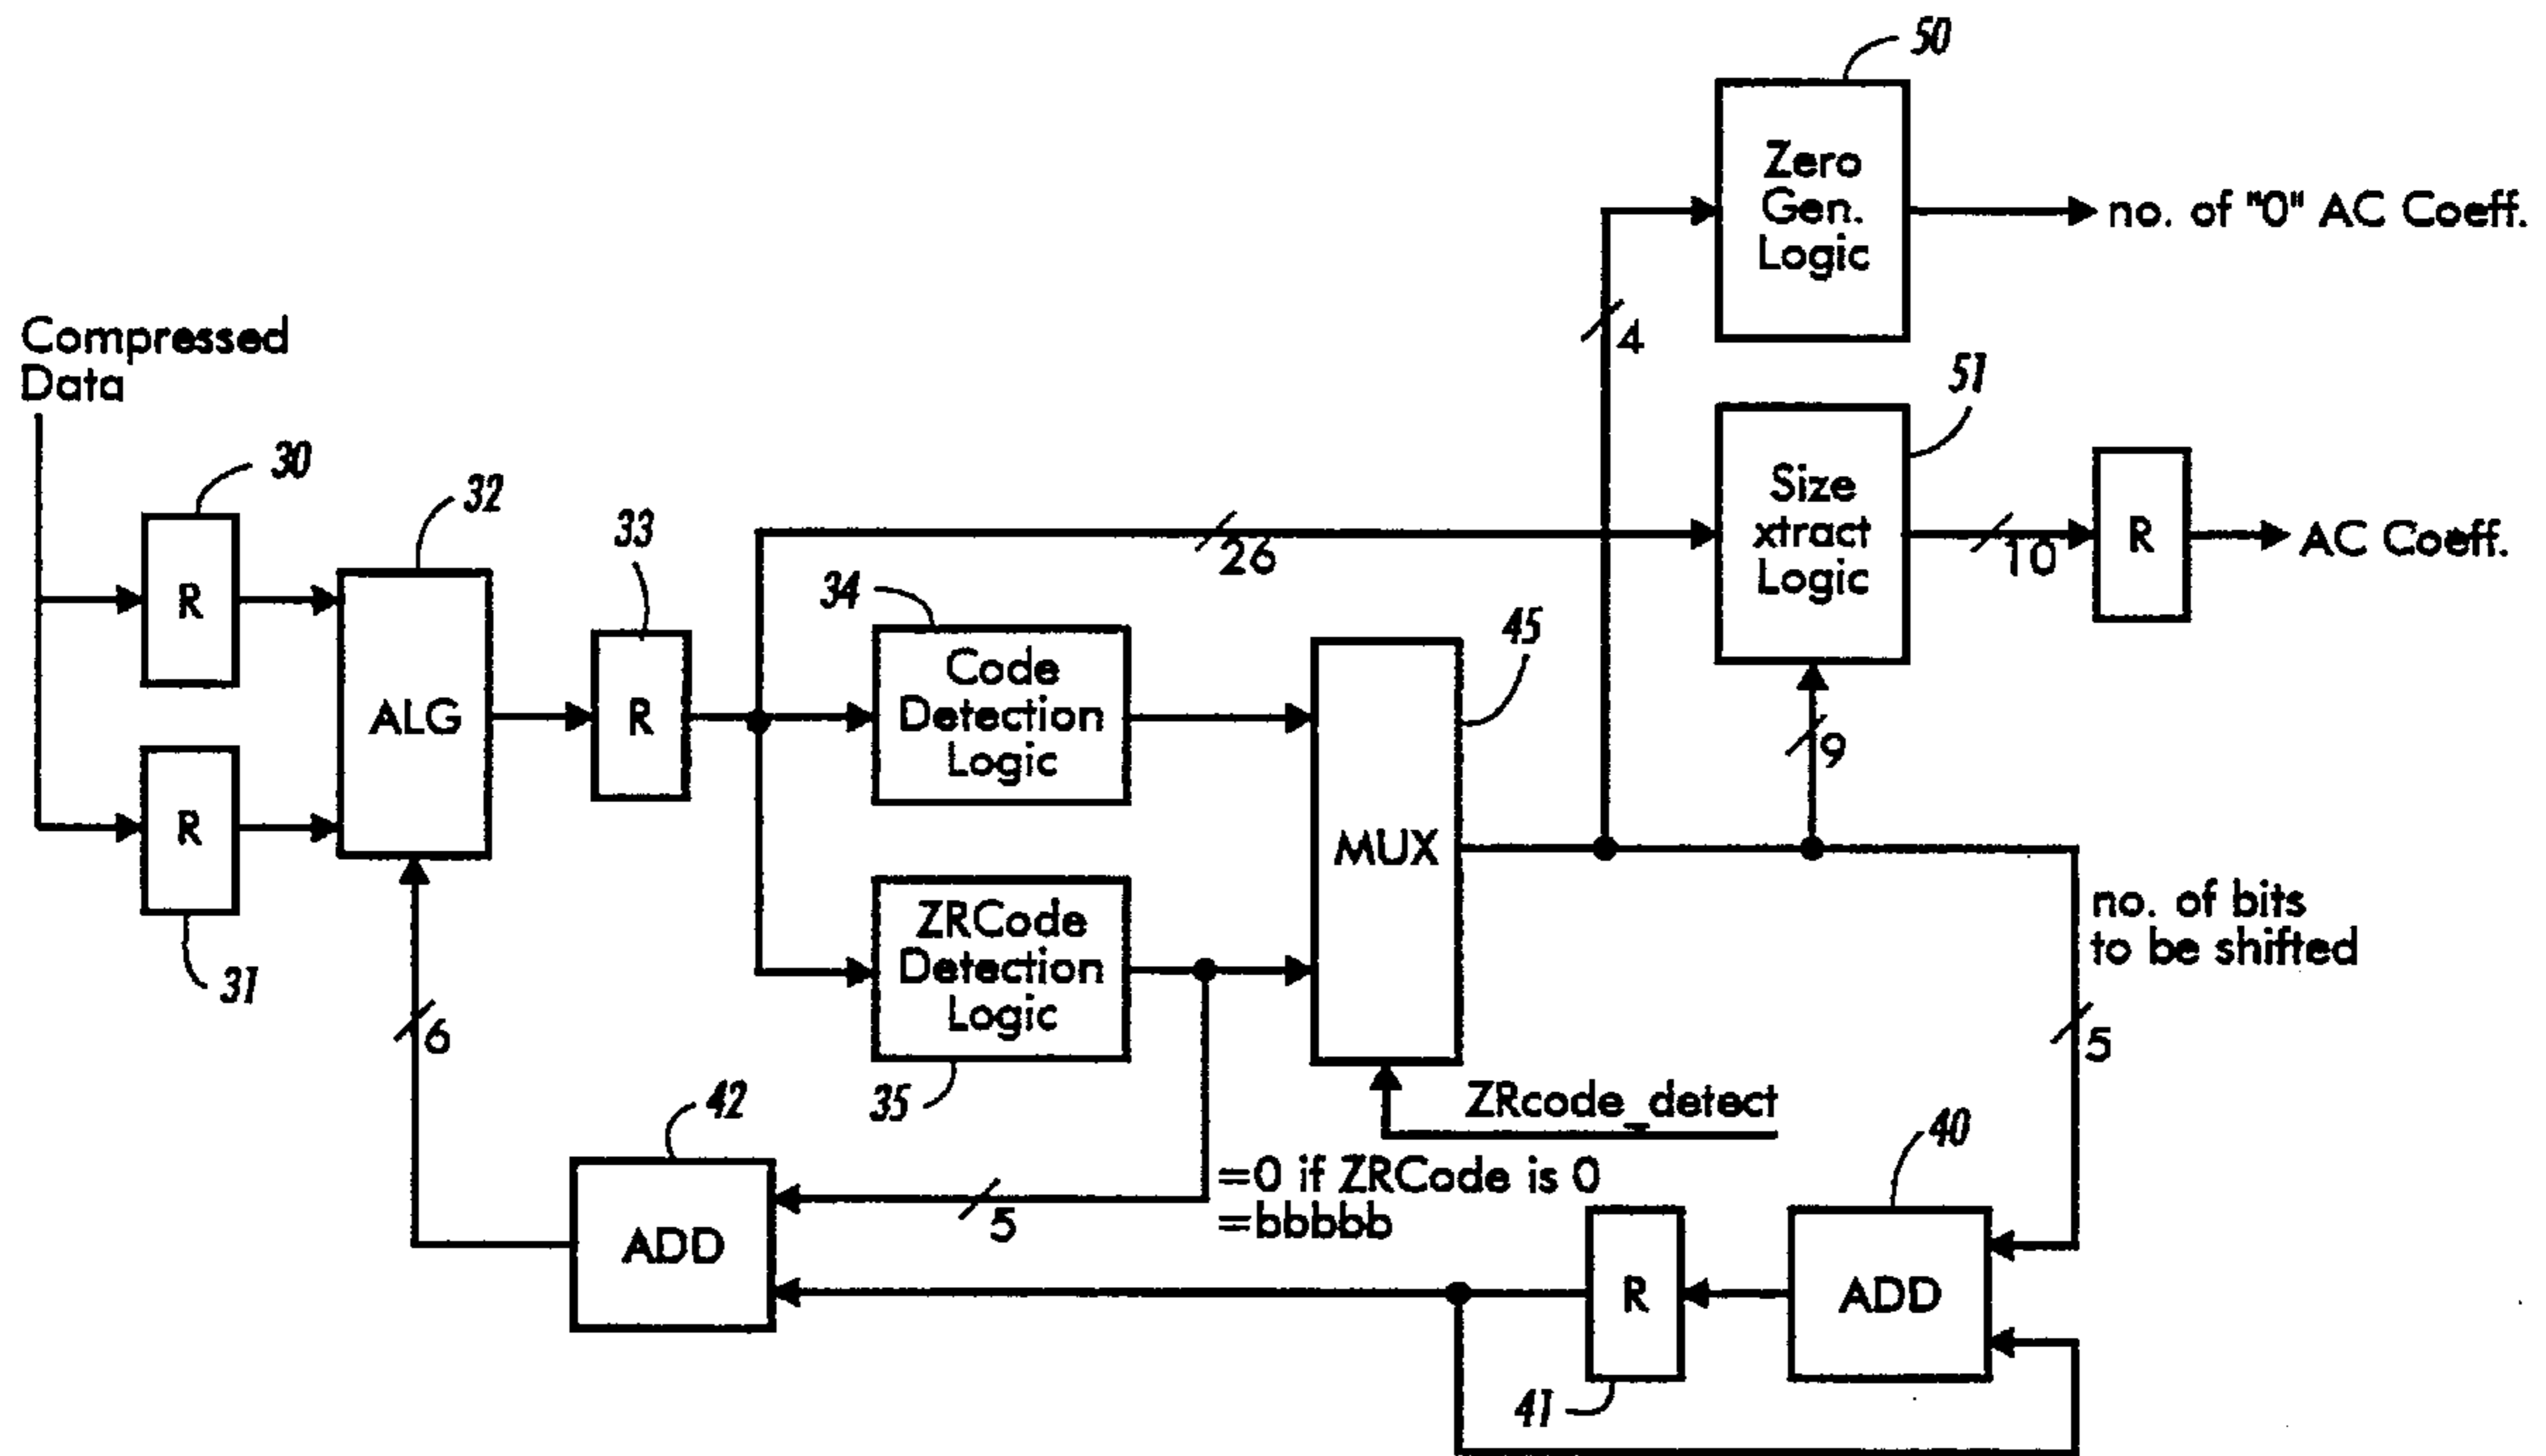 50
Zero
Gen.
Logic
no. of "0" AC Coeff.
4
Compressed
Data
51
30
32
33
Size
xtract
Logic
R
AC Coeff.
26
10
34
45
R
Code
Detection
Logic
ALG
R
9
R
MUX
ZRCode
Detection
Logic
no. of bits
to be shifted
31
6
5
35
ZRcode_detect
42
40
=0 if ZRCode is 0
=bbbbb
5
ADD
R
ADD
41